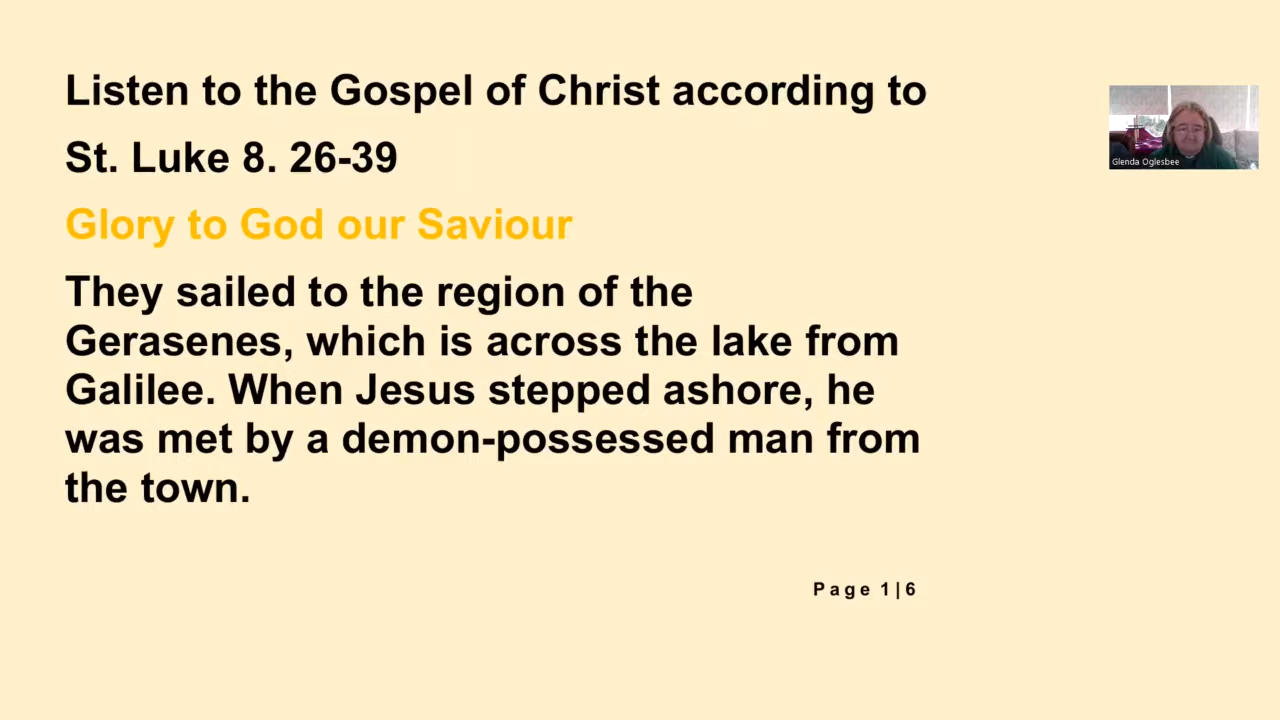 Listen to the Gospel of Christ according to
St. Luke 8. 26-39
Glory to God our Saviour
They sailed to the region of the
Gerasenes, which is across the lake from
Galilee. When Jesus stepped ashore, he
was met by a demon-possessed man from
the town.
Page 1|6
Glenda Oglesbee